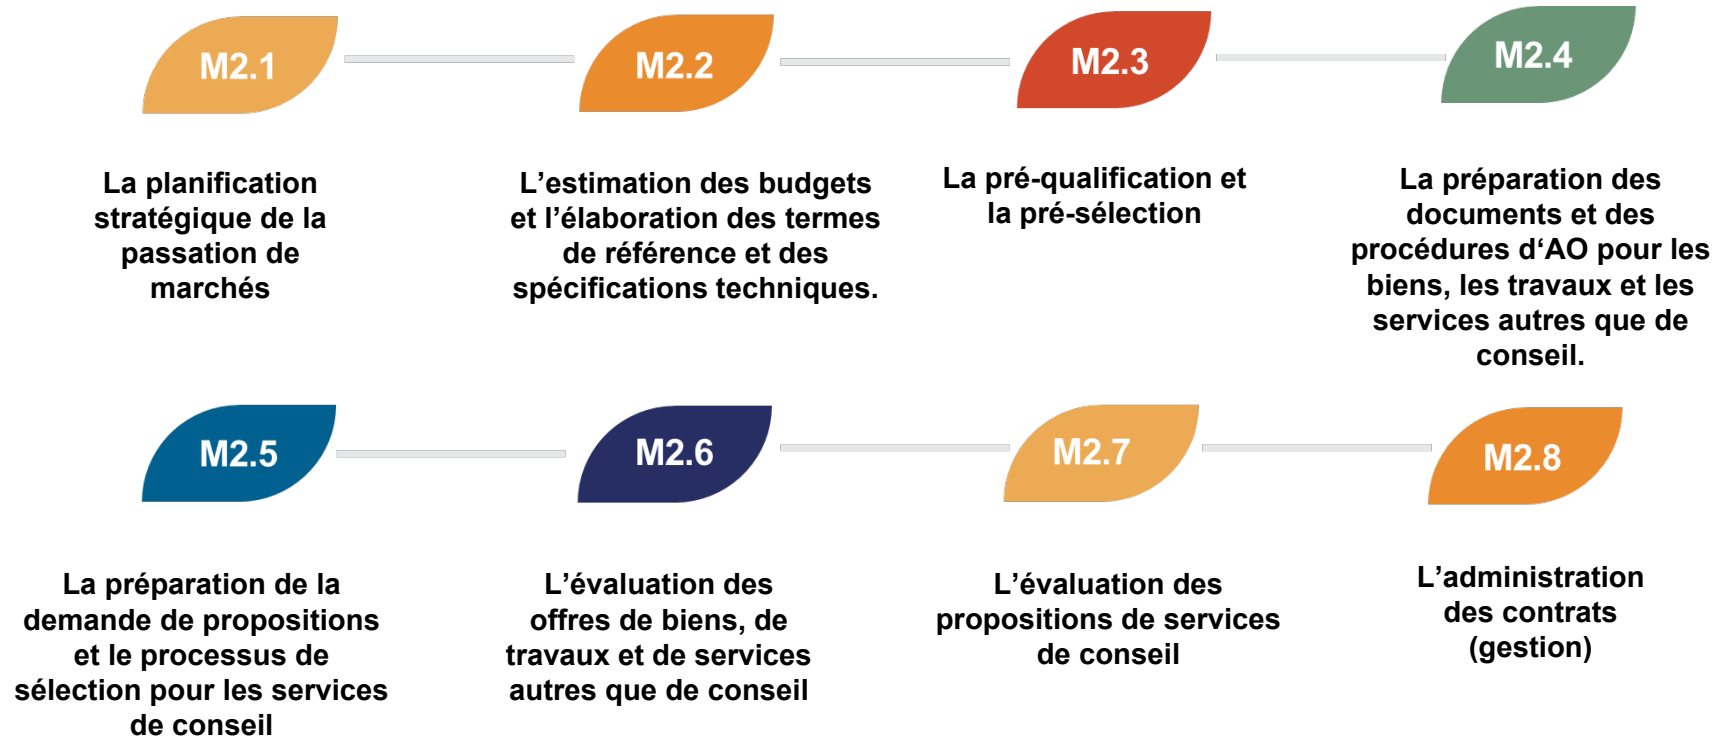 M2.1
La planification
stratégique de la
passation de
marchés
M2.2
L’estimation des budgets
et l’élaboration des termes
de référence et des
spécifications techniques.
M2.3
La pré-qualification et
la pré-sélection
M2.4
La préparation des
documents et des
procédures d‘AO pour les
biens, les travaux et les
services autres que de
conseil.
M2.5
La préparation de la
demande de propositions
et le processus de
sélection pour les services
de conseil
M2.6
L’évaluation des
offres de biens, de
travaux et de services
autres que de conseil
M2.7
L’évaluation des
propositions de services
de conseil
M2.8
L’administration
des contrats
(gestion)